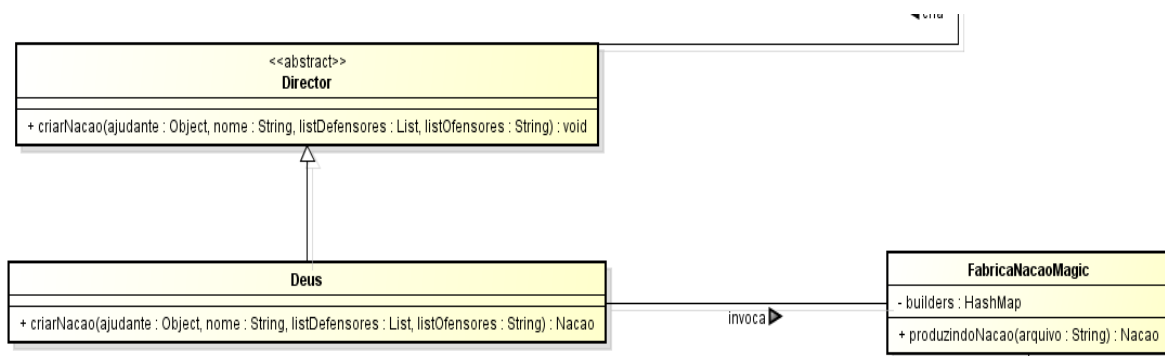 cria
<<abstract>>
Director
+ criarNacao(ajudante : Object, nome : String, listDefensores : List, listOfensores : String) : void
Deus
+ criarNacao(ajudante : Object, nome : String, listDefensores : List, listOfensores : String) : Nacao
invoca
FabricaNacaoMagic
- builders : HashMap
+ produzindoNacao(arquivo : String) : Nacao